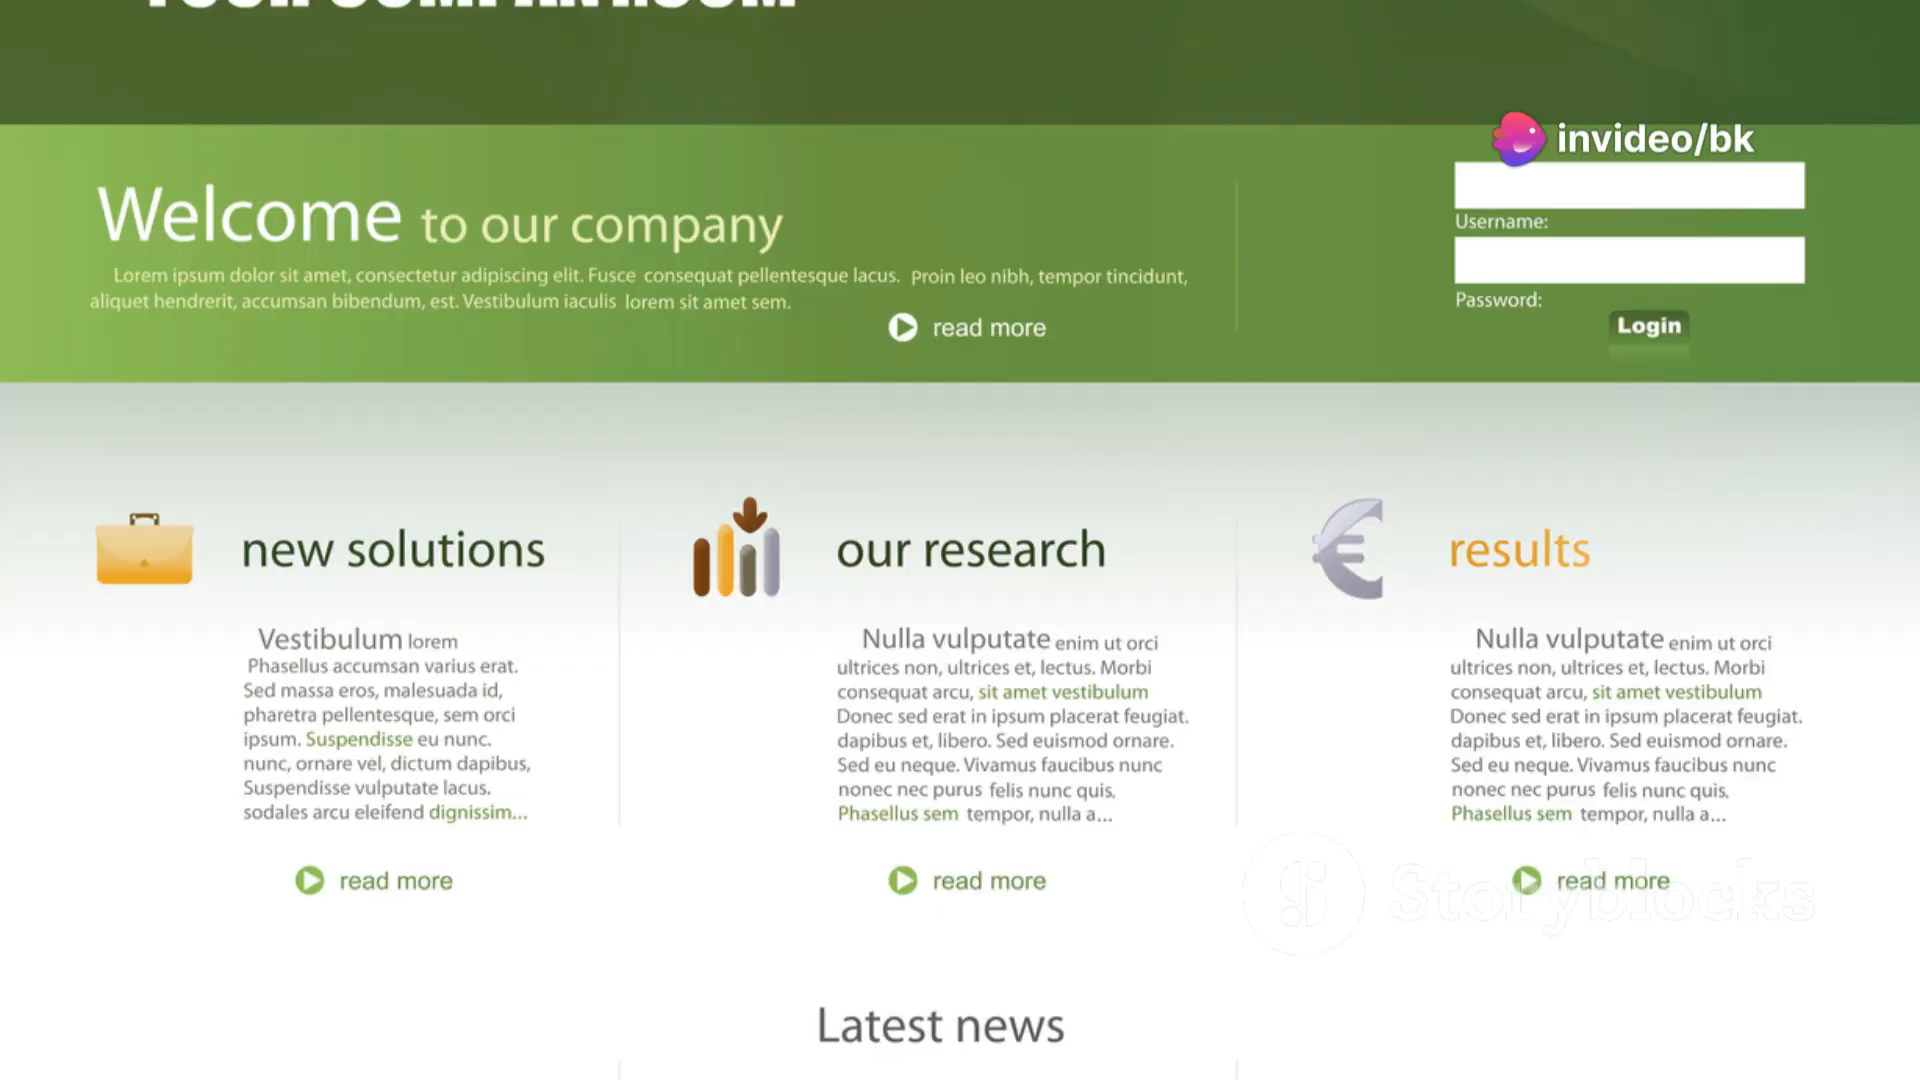 YOUR COMPANY.COM
invideo/bk
Welcome to our company
Lorem ipsum dolor sit amet, consectetur adipiscing elit. Fusce consequat pellentesque lacus. Proin leo nibh, tempor tincidunt,
aliquet hendrerit, accumsan bibendum, est. Vestibulum iaculis lorem sit amet sem.
read more
Username:
Password:
Login
new solutions
Vestibulum lorem
Phasellus accumsan varius erat.
Sed massa eros, malesuada id,
pharetra pellentesque, sem orci
ipsum. Suspendisse eu nunc.
nunc, ornare vel, dictum dapibus,
Suspendisse vulputate lacus.
sodales arcu eleifend dignissim...
read more
our research
Nulla vulputate enim ut orci
ultrices non, ultrices et, lectus. Morbi
consequat arcu, sit amet vestibulum
Donec sed erat in ipsum placerat feugiat.
dapibus et, libero. Sed euismod ornare.
Sed eu neque. Vivamus faucibus nunc
nonec nec purus felis nunc quis.
Phasellus sem tempor, nulla a...
read more
results
Nulla vulputate enim ut orci
ultrices non, ultrices et, lectus. Morbi
consequat arcu, sit amet vestibulum
Donec sed erat in ipsum placerat feugiat.
dapibus et, libero. Sed euismod ornare.
Sed eu neque. Vivamus faucibus nunc
nonec nec purus felis nunc quis.
Phasellus sem tempor, nulla a...
read more
Storyblocks
Latest news